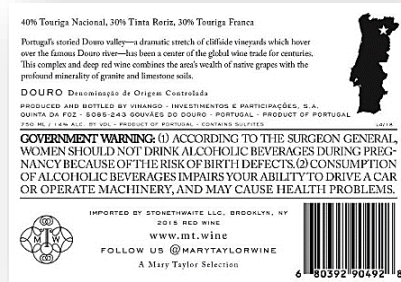 40% Touriga Nacional, 30% Tinta Roriz, 30% Touriga Franca
Portugal's storied Douro valley—a dramatic stretch of cliffside vineyards which hover
over the famous Douro river—has been a center of the global wine trade for centuries.
This complex and deep red wine combines the area's wealth of native grapes with the
profound minerality of granite and limestone soils.
DOURO Denominação de Origem Controlada
PRODUCED AND BOTTLED BY VIHANGO - INVESTIMENTOS E PARTICIPAÇÕES, S.A.
QUINTA DA FOZ - 5085-243 GOUVÃES DO DOURO - PORTUGAL - PRODUCT OF PORTUGAL
750 ML / 14% ALC. BY VOL - PRODUCT OF PORTUGAL - CONTAINS SULFITES
GOVERNMENT WARNING: (1) ACCORDING TO THE SURGEON GENERAL,
WOMEN SHOULD NOT DRINK ALCOHOLIC BEVERAGES DURING PREG-
NANCY BECAUSE OF THE RISK OF BIRTH DEFECTS. (2) CONSUMPTION
OF ALCOHOLIC BEVERAGES IMPAIRS YOUR ABILITY TO DRIVE A CAR
OR OPERATE MACHINERY, AND MAY CAUSE HEALTH PROBLEMS.
M T W
IMPORTED BY STONETHWAITE LLC, BROOKLYN, NY
2015 RED WINE
www.mt.wine
FOLLOW US @MARYTAYLORWINE
A Mary Taylor Selection
6 80392 90492 8